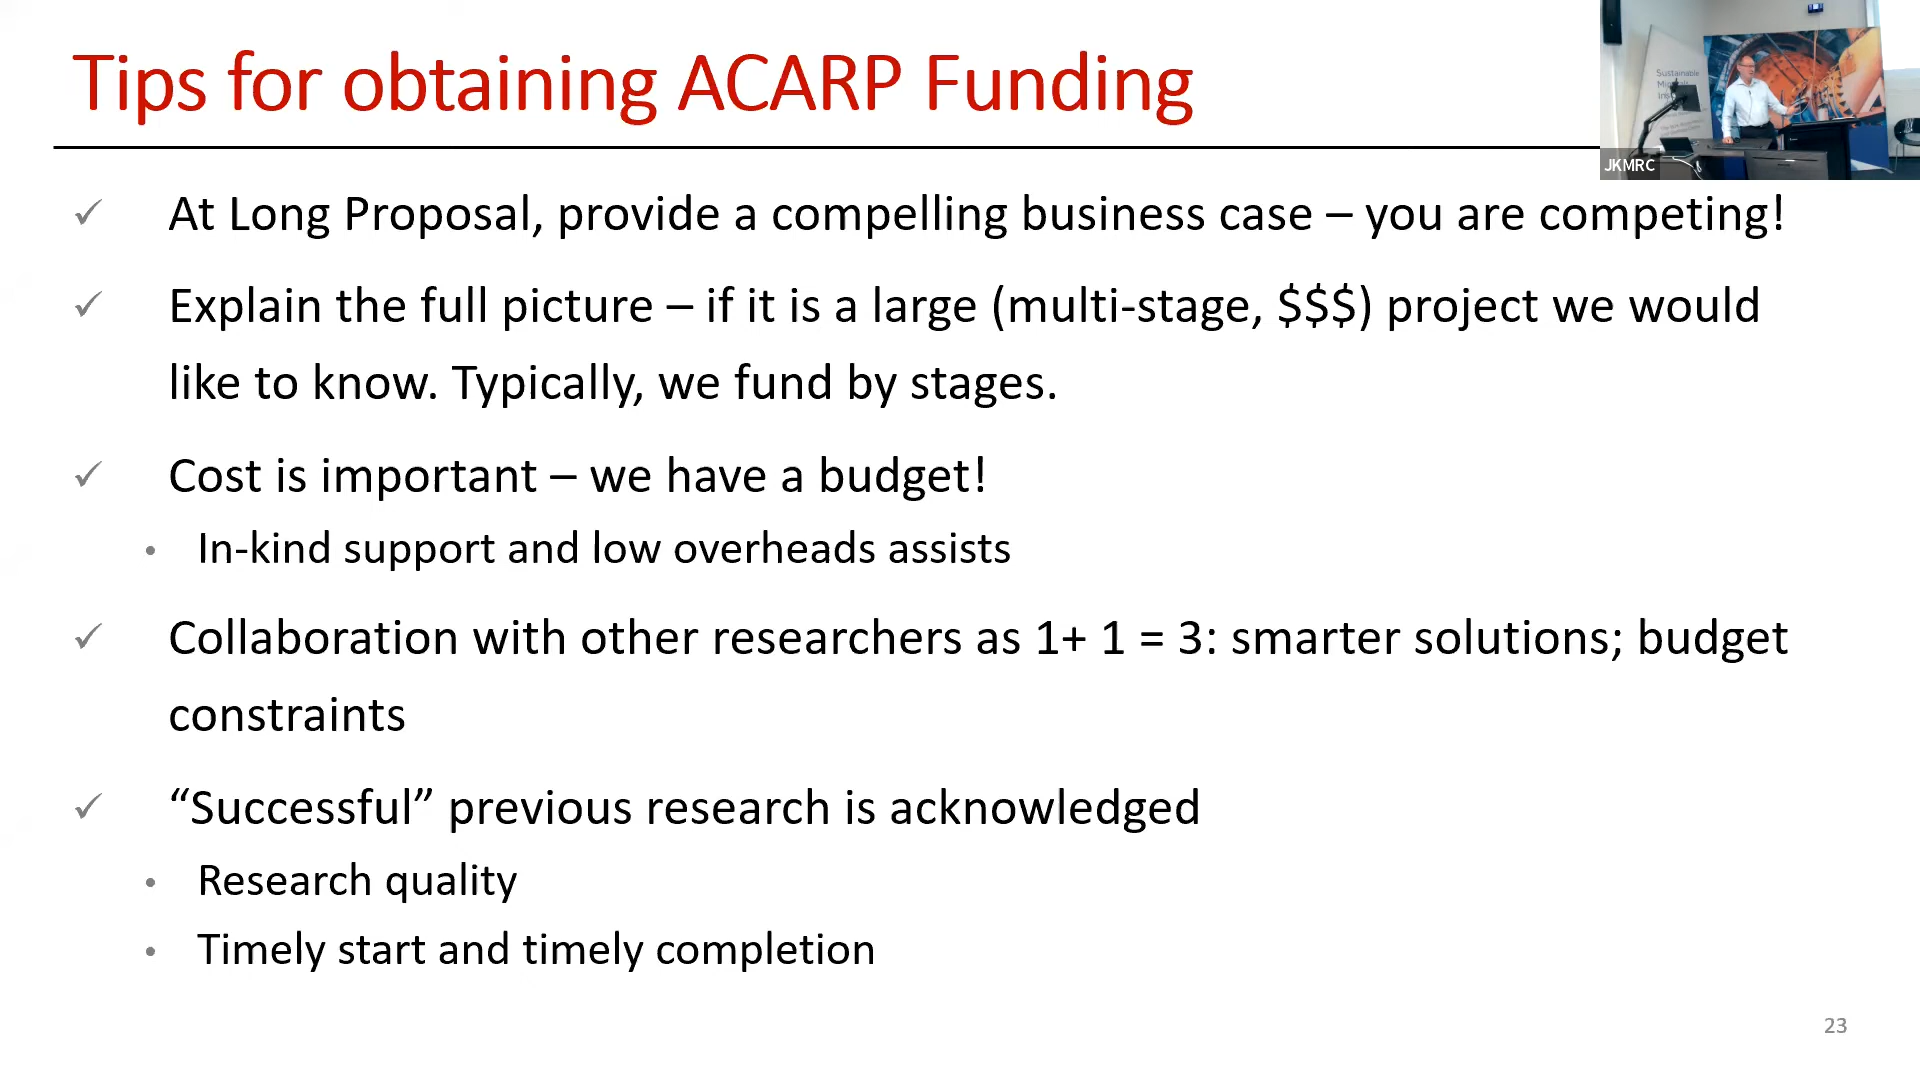 Tips for obtaining ACARP Funding
Sustainable
JKMRC
✓ At Long Proposal, provide a compelling business case – you are competing!
✓ Explain the full picture – if it is a large (multi-stage, $$$) project we would
like to know. Typically, we fund by stages.
✓ Cost is important – we have a budget!
• In-kind support and low overheads assists
✓ Collaboration with other researchers as 1+ 1 = 3: smarter solutions; budget
constraints
✓ “Successful” previous research is acknowledged
• Research quality
• Timely start and timely completion
23